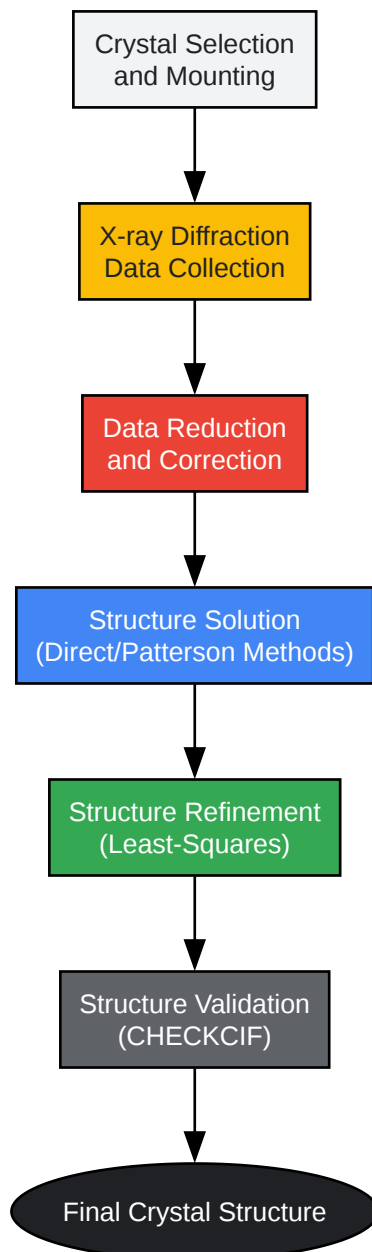 Crystal Selection
and Mounting
X-ray Diffraction
Data Collection
Data Reduction
and Correction
Structure Solution
(Direct/Patterson Methods)
Structure Refinement
(Least-Squares)
Structure Validation
(CHECKCIF)
Final Crystal Structure